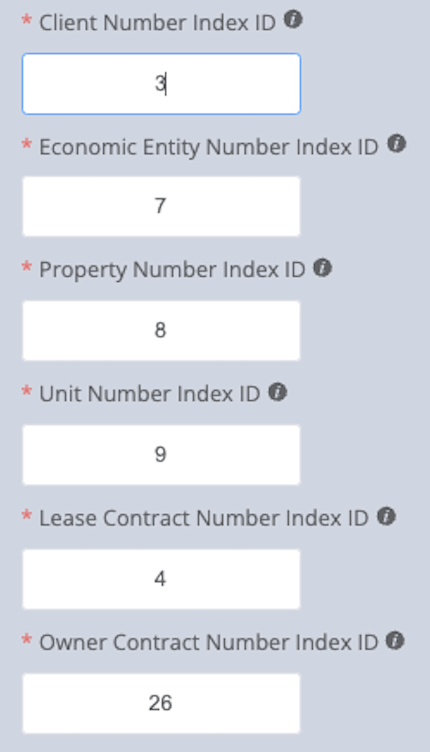 * Client Number Index ID
3
* Economic Entity Number Index ID
7
* Property Number Index ID
8
* Unit Number Index ID
9
* Lease Contract Number Index ID
4
* Owner Contract Number Index ID
26